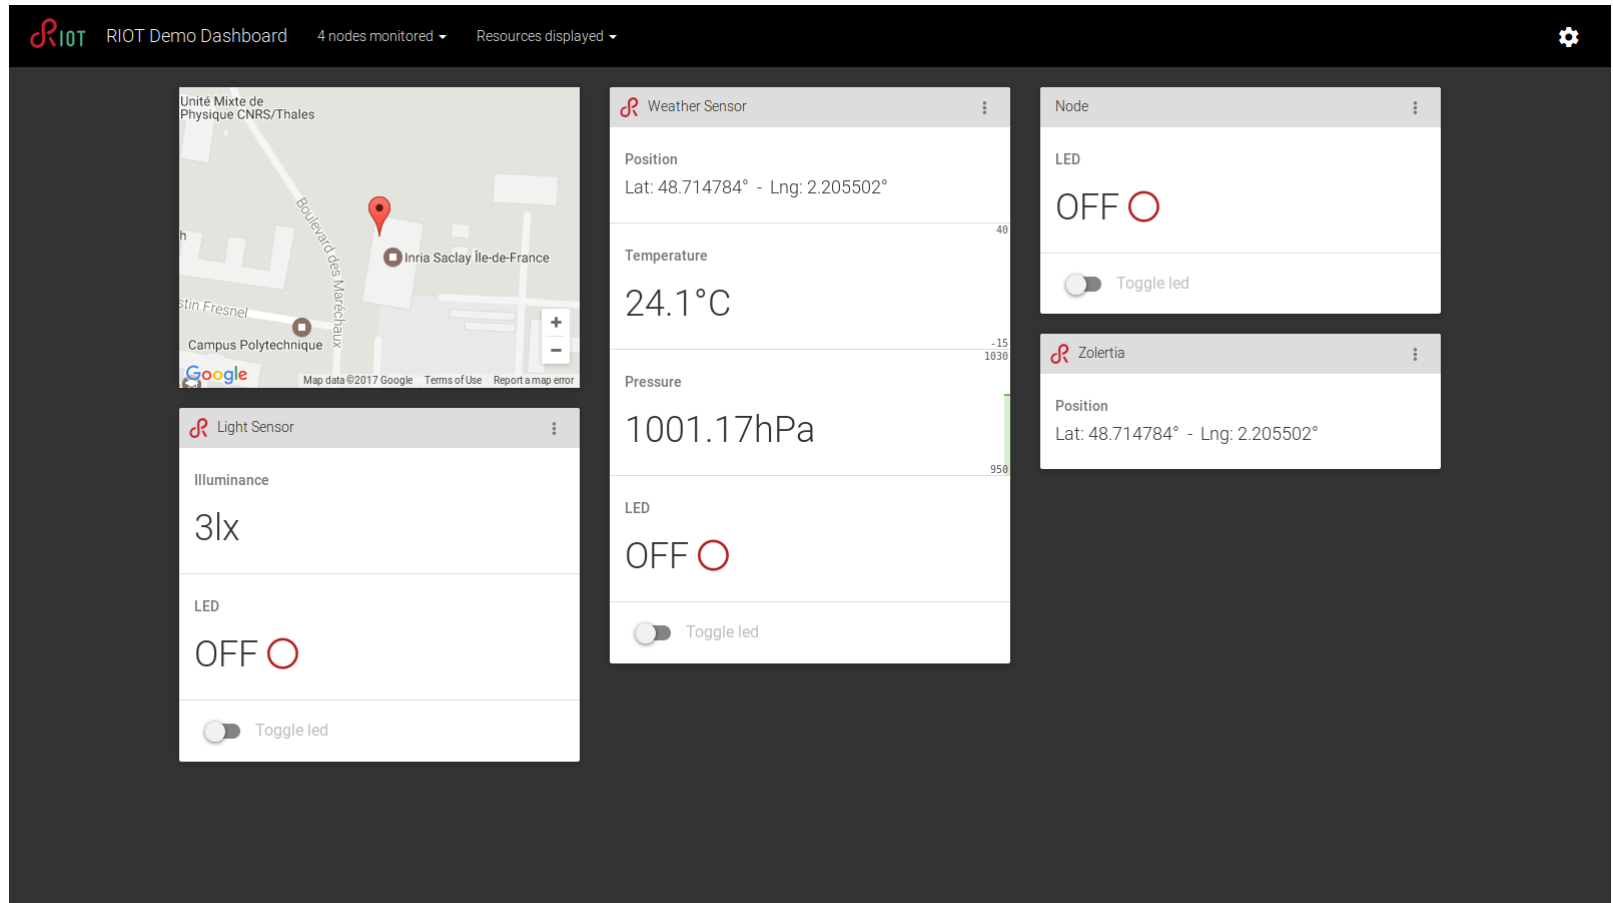 RIOT
RIOT Demo Dashboard
4 nodes monitored
Resources displayed
Unité Mixte de
Physique CNRS/Thales
Boulevard des Maréchaux
h
Inria Saclay Île-de-France
stin Fresnel
Campus Polytechnique
+
−
Google
Map data ©2017 Google
Terms of Use
Report a map error
Light Sensor
Illuminance
3lx
LED
OFF
Toggle led
Weather Sensor
Position
Lat: 48.714784° - Lng: 2.205502°
40
Temperature
24.1°C
-15
1030
Pressure
1001.17hPa
950
LED
OFF
Toggle led
Node
LED
OFF
Toggle led
Zolertia
Position
Lat: 48.714784° - Lng: 2.205502°